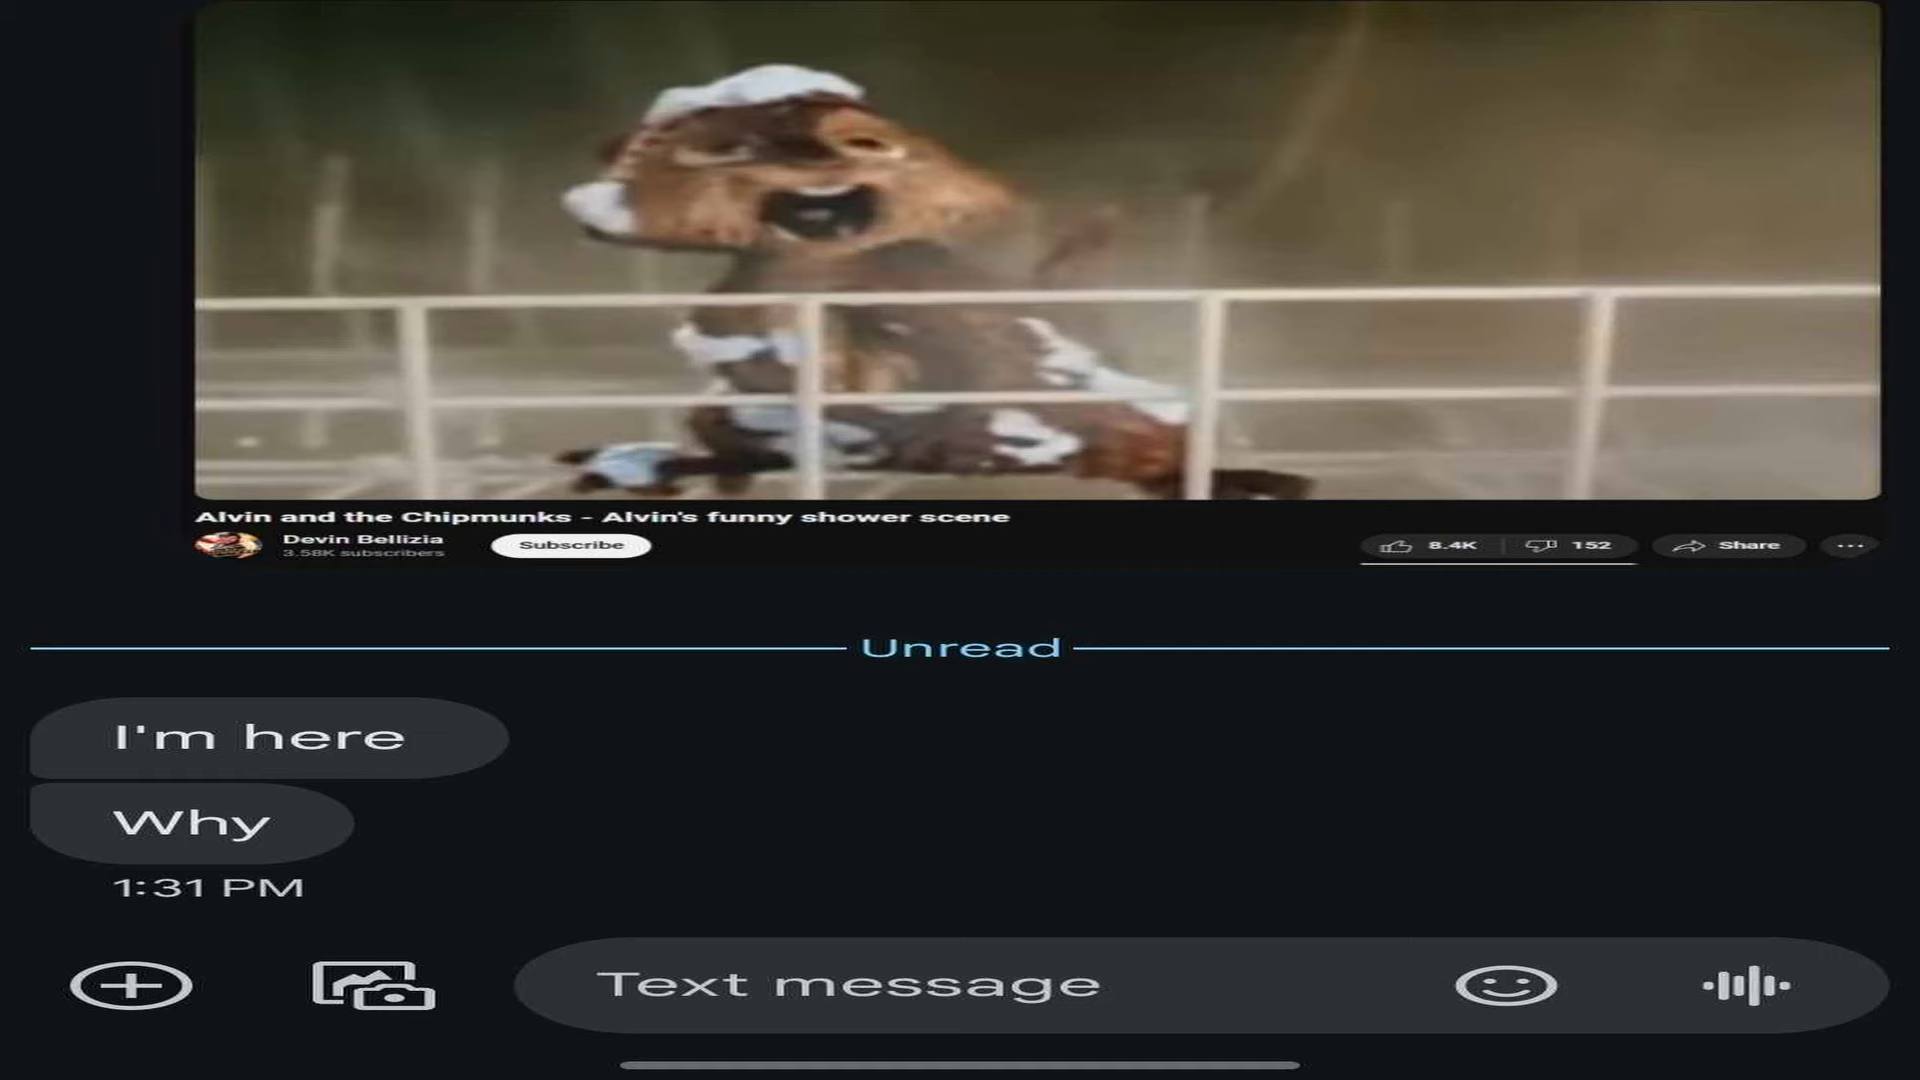 Alvin and the Chipmunks - Alvin's funny shower scene
Devin Bellizia
3.58K subscribers
Subscribe
8.4K
152
Share
Unread
I'm here
Why
1:31 PM
Text message